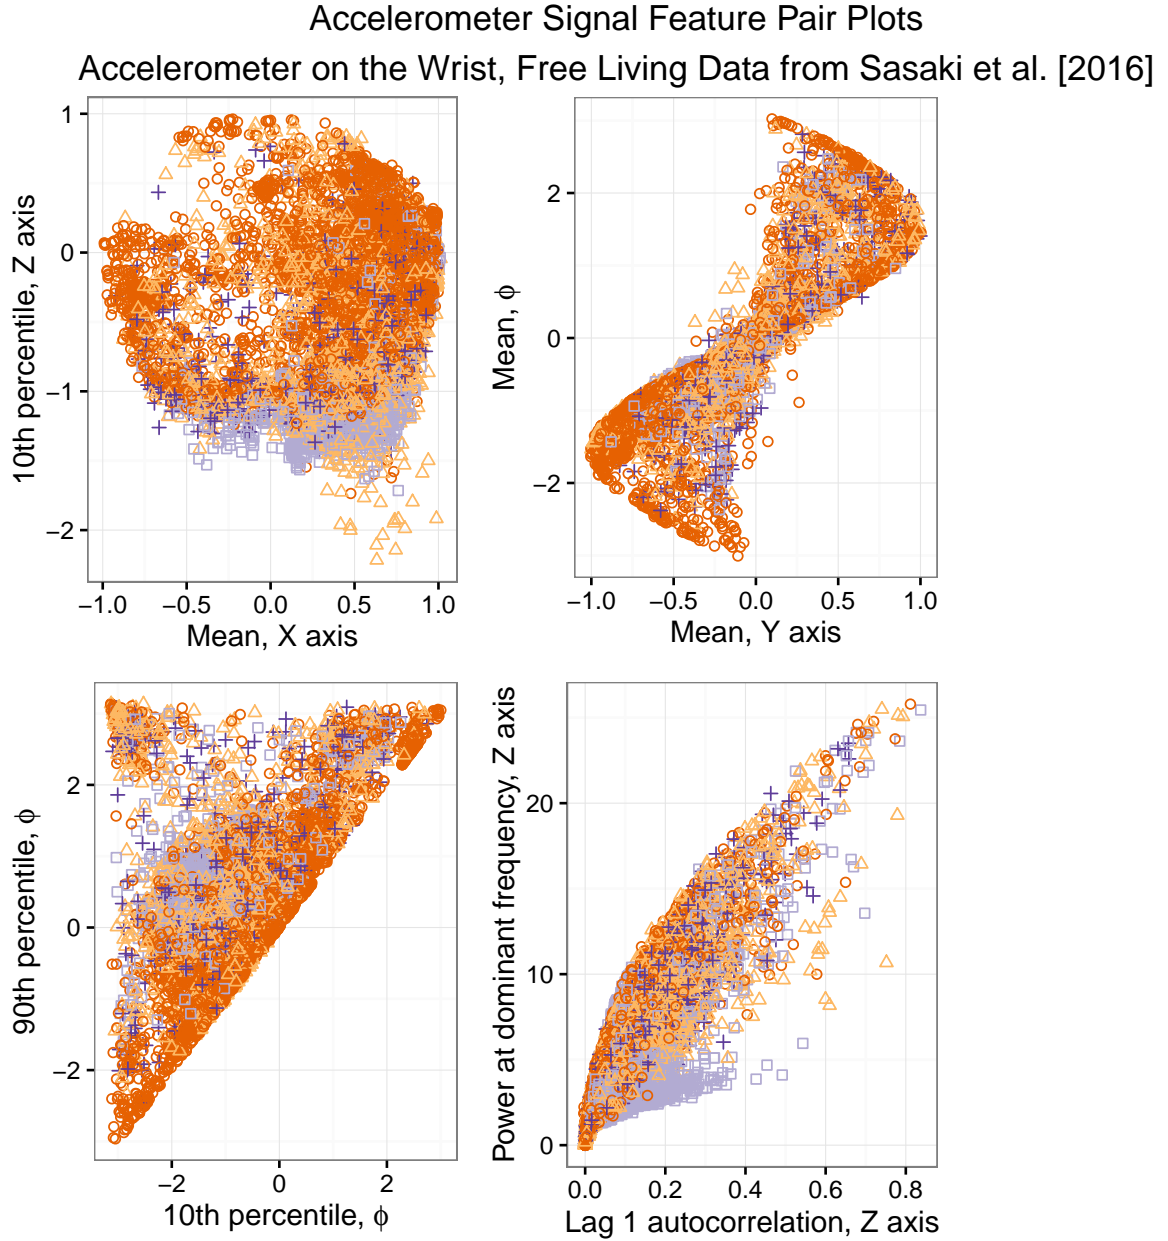 Accelerometer Signal Feature Pair Plots
Accelerometer on the Wrist, Free Living Data from Sasaki et al. [2016]
10th percentile, Z axis
1
0
−1
−2
−1.0 −0.5 0.0 0.5 1.0
Mean, X axis
Mean, ϕ
2
0
−2
−1.0 −0.5 0.0 0.5 1.0
Mean, Y axis
90th percentile, ϕ
2
0
−2
−2 0 2
10th percentile, ϕ
Power at dominant frequency, Z axis
20
10
0
0.0 0.2 0.4 0.6 0.8
Lag 1 autocorrelation, Z axis